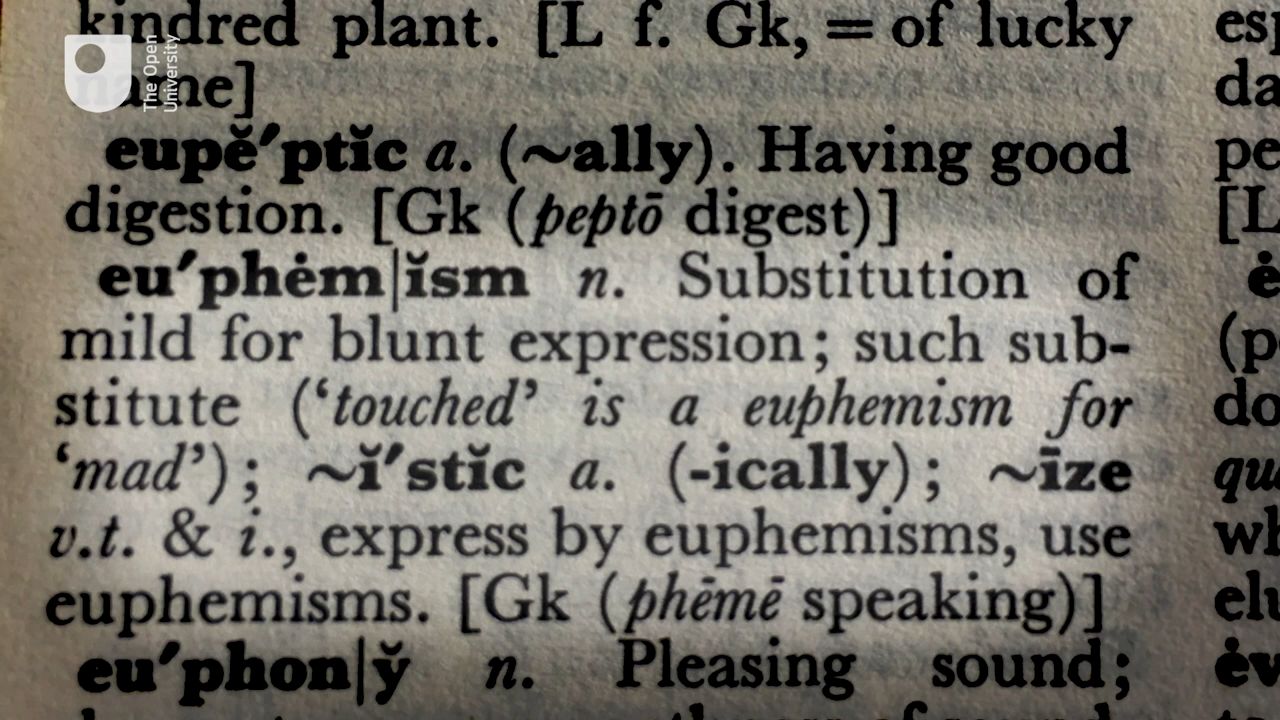 kindred plant. [L f. Gk, = of lucky
name]
The Open
University
eupĕ′ptĭc a. (~ally). Having good
digestion. [Gk (peptō digest)]
eu′phėm|ĭsm n. Substitution of
mild for blunt expression; such sub-
stitute (‘touched’ is a euphemism for
‘mad’); ~ĭ′stĭc a. (-ically); ~īze
v.t. & i., express by euphemisms, use
euphemisms. [Gk (phēmē speaking)]
eu′phon|y̆ n. Pleasing sound;
[L